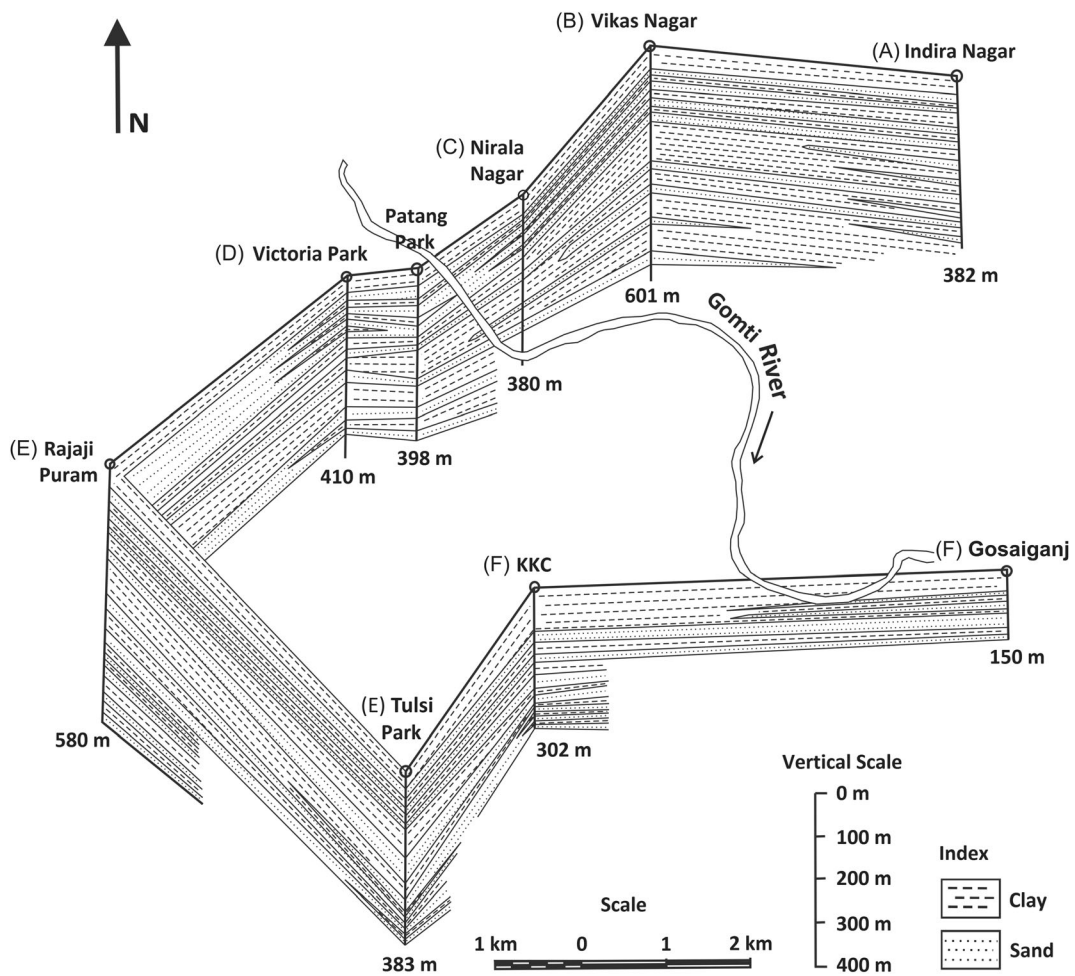 (B) Vikas Nagar
(A) Indira Nagar
N
(C) Nirala
Nagar
Patang
Park
(D) Victoria Park
601 m
382 m
Gomti River
380 m
398 m
410 m
(E) Rajaji
Puram
(F) KKC
(F) Gosaiganj
150 m
(E) Tulsi
Park
580 m
302 m
Vertical Scale
0 m
100 m
200 m
300 m
400 m
Index
Clay
Sand
Scale
1 km 0 1 2 km
383 m